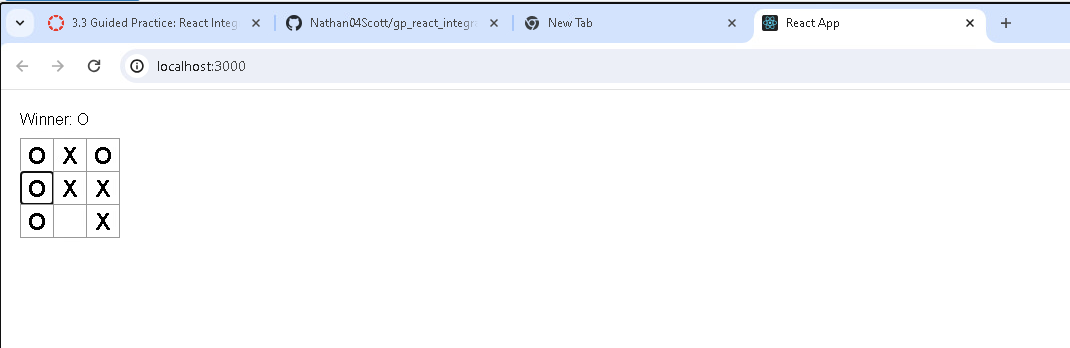 3.3 Guided Practice: React Integ
Nathan04Scott/gp_react_integr
New Tab
React App
localhost:3000
Winner: O
O X O
O X X
O X